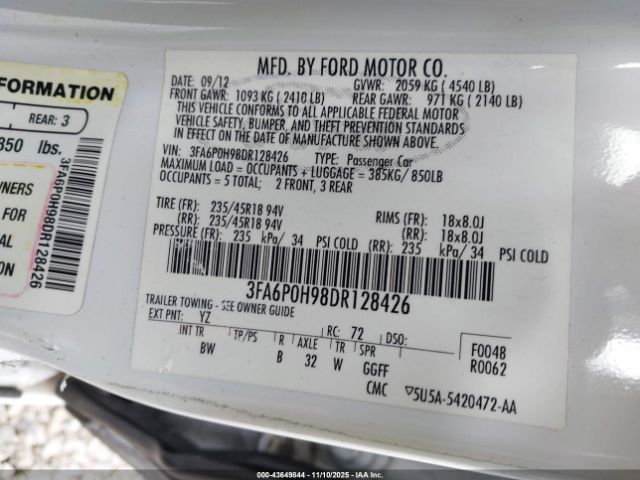 FORMATION
REAR: 3
850 lbs.
WNERS
FOR
AL
ON
3FA6P0H98DR128426
MFD. BY FORD MOTOR CO.
DATE: 09/12 GVWR: 2059 KG ( 4540 LB)
FRONT GAWR: 1093 KG ( 2410 LB) REAR GAWR: 971 KG ( 2140 LB)
THIS VEHICLE CONFORMS TO ALL APPLICABLE FEDERAL MOTOR
VEHICLE SAFETY, BUMPER, AND THEFT PREVENTION STANDARDS
IN EFFECT ON THE DATE OF MANUFACTURE SHOWN ABOVE.
VIN: 3FA6P0H98DR128426 TYPE: Passenger Car
MAXIMUM LOAD = OCCUPANTS + LUGGAGE = 385KG/ 850LB
OCCUPANTS = 5 TOTAL; 2 FRONT, 3 REAR
TIRE (FR): 235/45R18 94V RIMS (FR): 18x8.0J
(RR): 235/45R18 94V (RR): 18x8.0J
PRESSURE (FR): 235 kPa/ 34 PSI COLD (RR): 235 kPa/ 34 PSI COLD
3FA6P0H98DR128426
TRAILER TOWING - SEE OWNER GUIDE
EXT PNT: YZ RC: 72 DSO: F0048
INT TR TP/PS R AXLE TR SPR R0062
BW B 32 W GGFF
CMC ▽5U5A-5420472-AA
000-43649844 | 11/10/2025 | IAAI.COM